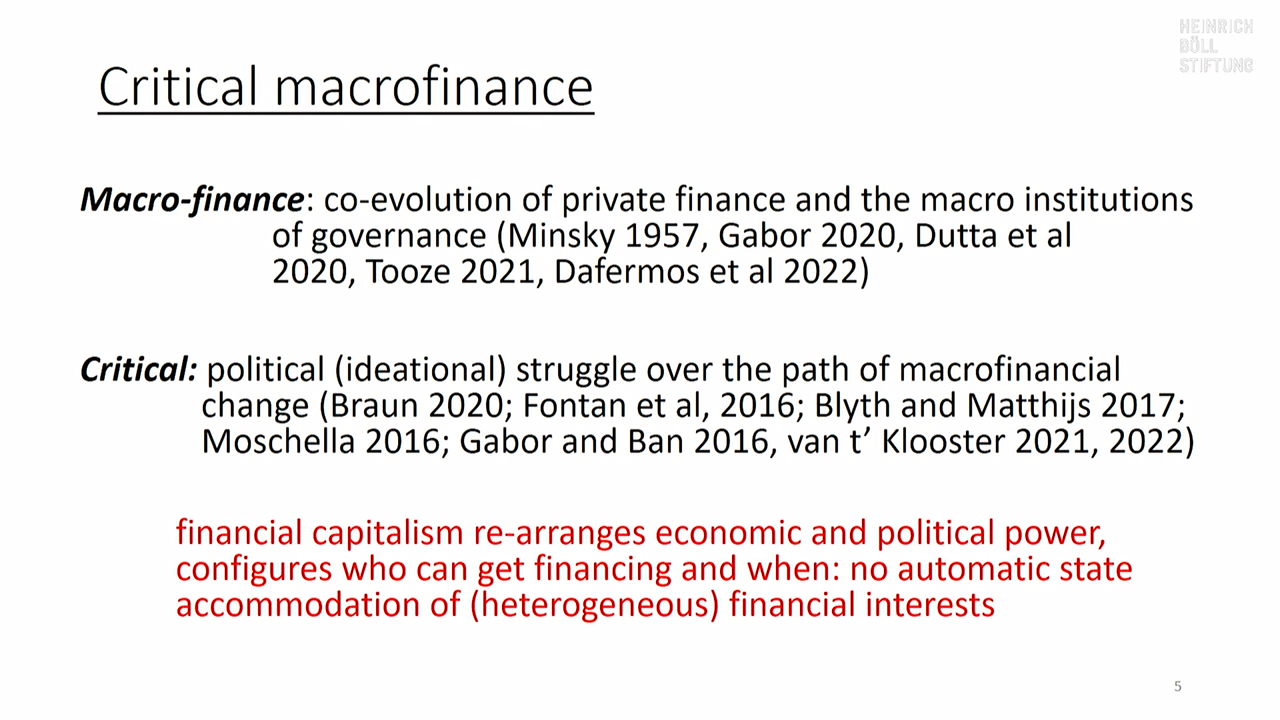 HEINRICH
BÖLL
STIFTUNG
Critical macrofinance
Macro-finance: co-evolution of private finance and the macro institutions
of governance (Minsky 1957, Gabor 2020, Dutta et al
2020, Tooze 2021, Dafermos et al 2022)
Critical: political (ideational) struggle over the path of macrofinancial
change (Braun 2020; Fontan et al, 2016; Blyth and Matthijs 2017;
Moschella 2016; Gabor and Ban 2016, van t’ Klooster 2021, 2022)
financial capitalism re-arranges economic and political power,
configures who can get financing and when: no automatic state
accommodation of (heterogeneous) financial interests
5